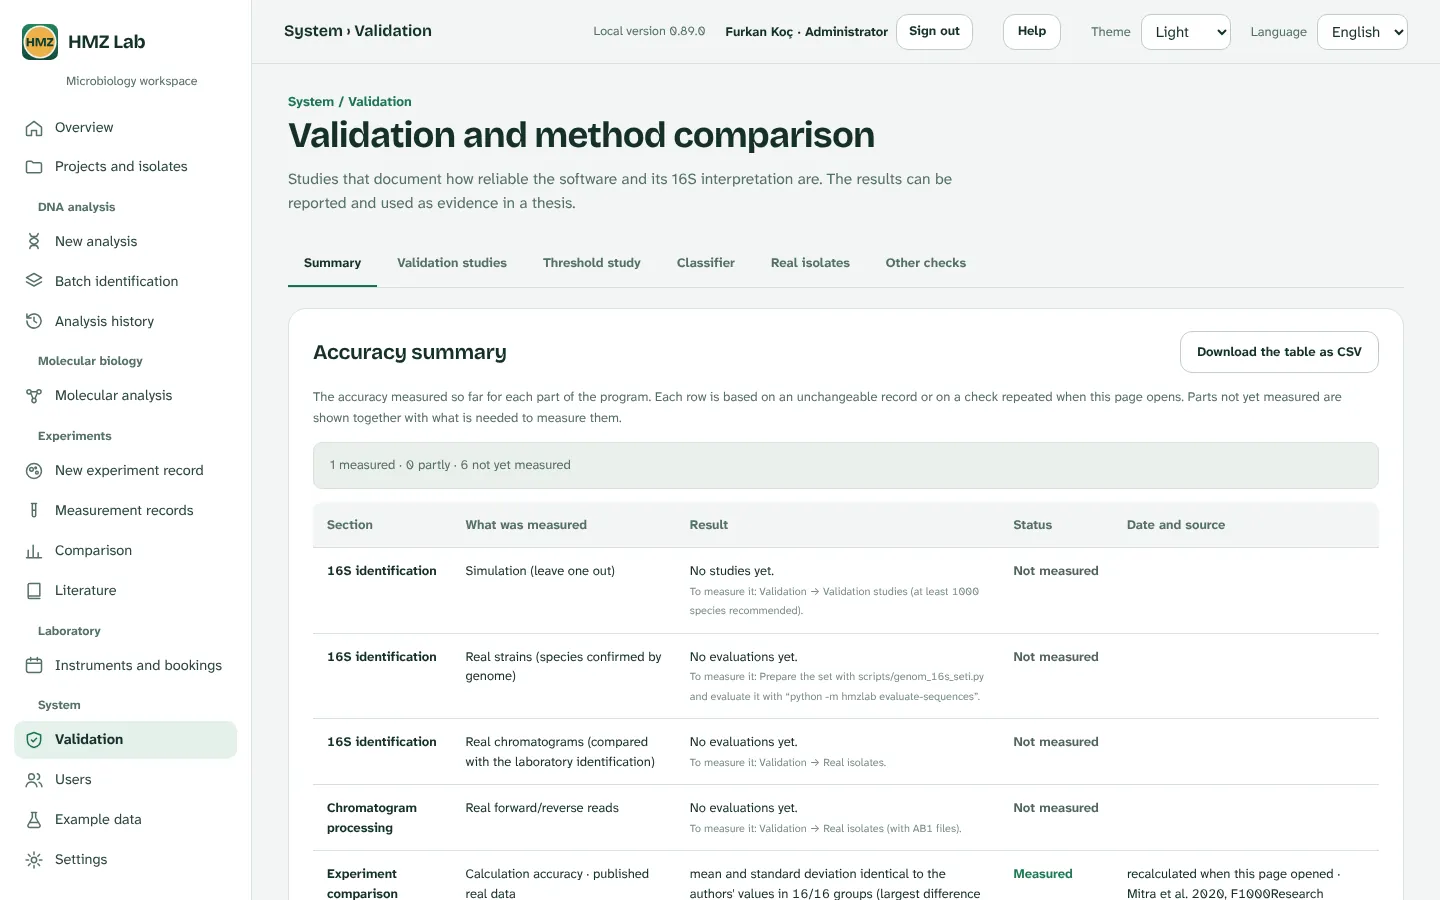 HMZ
HMZ Lab
Microbiology workspace
Overview
Projects and isolates
DNA analysis
New analysis
Batch identification
Analysis history
Molecular biology
Molecular analysis
Experiments
New experiment record
Measurement records
Comparison
Literature
Laboratory
Instruments and bookings
System
Validation
Users
Example data
Settings
System › Validation
Local version 0.89.0
Furkan Koç · Administrator
Sign out
Help
Theme
Light
Language
English
System / Validation
Validation and method comparison
Studies that document how reliable the software and its 16S interpretation are. The results can be
reported and used as evidence in a thesis.
Summary
Validation studies
Threshold study
Classifier
Real isolates
Other checks
Accuracy summary
Download the table as CSV
The accuracy measured so far for each part of the program. Each row is based on an unchangeable record or on a check repeated when this page opens. Parts not yet measured are
shown together with what is needed to measure them.
1 measured · 0 partly · 6 not yet measured
Section
What was measured
Result
Status
Date and source
16S identification
Simulation (leave one out)
No studies yet.
To measure it: Validation → Validation studies (at least 1000
species recommended).
Not measured
16S identification
Real strains (species confirmed by
genome)
No evaluations yet.
To measure it: Prepare the set with scripts/genom_16s_seti.py
and evaluate it with “python -m hmzlab evaluate-sequences”.
Not measured
16S identification
Real chromatograms (compared
with the laboratory identification)
No evaluations yet.
To measure it: Validation → Real isolates.
Not measured
Chromatogram
processing
Real forward/reverse reads
No evaluations yet.
To measure it: Validation → Real isolates (with AB1 files).
Not measured
Experiment
comparison
Calculation accuracy · published
real data
mean and standard deviation identical to the
authors' values in 16/16 groups (largest difference
Measured
recalculated when this page opened ·
Mitra et al. 2020, F1000Research